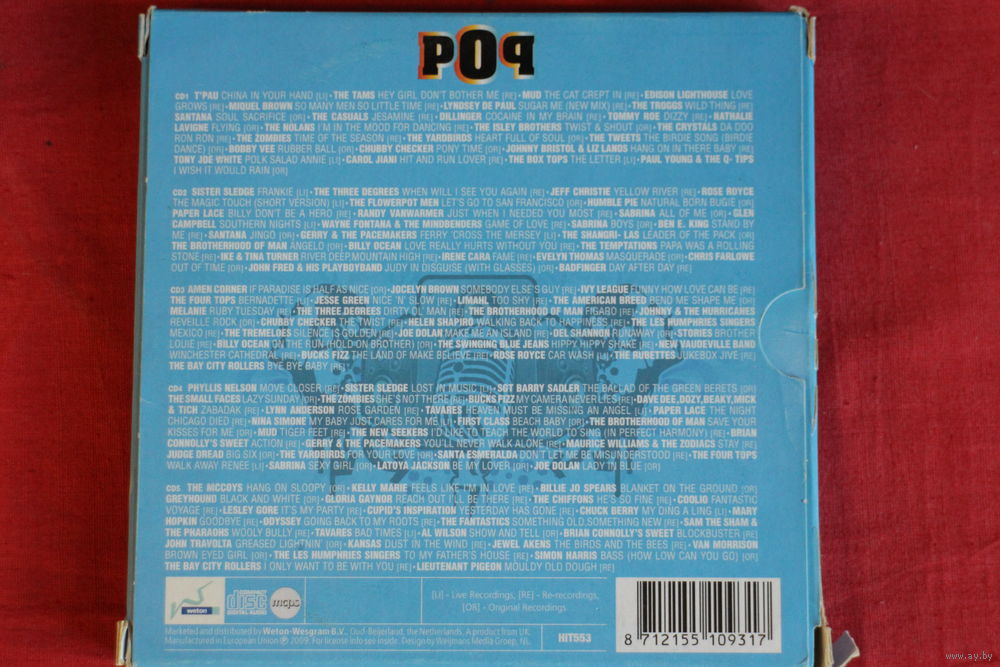 POP
CD1 T'PAU CHINA IN YOUR HAND [LI] • THE TAMS HEY GIRL DON'T BOTHER ME [RE] • MUD THE CAT CREPT IN [RE] • EDISON LIGHTHOUSE LOVE
GROWS [RE] • MIQUEL BROWN SO MANY MEN SO LITTLE TIME [RE] • LYNDSEY DE PAUL SUGAR ME (NEW MIX) [RE] • THE TROGGS WILD THING [RE] •
SANTANA SOUL SACRIFICE [OR] • THE CASUALS JESAMINE [RE] • DILLINGER COCAINE IN MY BRAIN [RE] • TOMMY ROE DIZZY [RE] • NATHALIE
LAVIGNE FLYING [OR] • THE NOLANS I'M IN THE MOOD FOR DANCING [RE] • THE ISLEY BROTHERS TWIST & SHOUT [OR] • THE CRYSTALS DA DOO
RON RON [RE] • THE ZOMBIES TIME OF THE SEASON [RE] • THE YARDBIRDS HEART FULL OF SOUL [OR] • THE TWEETS THE BIRDIE SONG (BIRDIE
DANCE) [OR] • BOBBY VEE RUBBER BALL [OR] • CHUBBY CHECKER PONY TIME [OR] • JOHNNY BRISTOL & LIZ LANDS HANG ON IN THERE BABY [RE] •
TONY JOE WHITE POLK SALAD ANNIE [LI] • CAROL JIANI HIT AND RUN LOVER [RE] • THE BOX TOPS THE LETTER [LI] • PAUL YOUNG & THE Q- TIPS
I WISH IT WOULD RAIN [OR]
CD2 SISTER SLEDGE FRANKIE [LI] • THE THREE DEGREES WHEN WILL I SEE YOU AGAIN [RE] • JEFF CHRISTIE YELLOW RIVER [RE] • ROSE ROYCE
THE MAGIC TOUCH (SHORT VERSION) [LI] • THE FLOWERPOT MEN LET'S GO TO SAN FRANCISCO [OR] • HUMBLE PIE NATURAL BORN BUGIE [OR] •
PAPER LACE BILLY DON'T BE A HERO [RE] • RANDY VANWARMER JUST WHEN I NEEDED YOU MOST [RE] • SABRINA ALL OF ME [OR] • GLEN
CAMPBELL SOUTHERN NIGHTS [LI] • WAYNE FONTANA & THE MINDBENDERS GAME OF LOVE [RE] • SABRINA BOYS [OR] • BEN E. KING STAND BY
ME [RE] • SANTANA JINGO [OR] • GERRY & THE PACEMAKERS FERRY 'CROSS THE MERSEY [LI] • THE SHANGRI- LAS LEADER OF THE PACK [OR] •
THE BROTHERHOOD OF MAN ANGELO [OR] • BILLY OCEAN LOVE REALLY HURTS WITHOUT YOU [RE] • THE TEMPTATIONS PAPA WAS A ROLLING
STONE [RE] • IKE & TINA TURNER RIVER DEEP, MOUNTAIN HIGH [RE] • IRENE CARA FAME [RE] • EVELYN THOMAS MASQUERADE [OR] • CHRIS FARLOWE
OUT OF TIME [OR] • JOHN FRED & HIS PLAYBOYBAND JUDY IN DISGUISE (WITH GLASSES) [OR] • BADFINGER DAY AFTER DAY [RE]
CD3 AMEN CORNER IF PARADISE IS HALF AS NICE [OR] • JOCELYN BROWN SOMEBODY ELSE'S GUY [RE] • IVY LEAGUE FUNNY HOW LOVE CAN BE [RE]
THE FOUR TOPS BERNADETTE • JESSE GREEN NICE 'N' SLOW [RE] • LIMAHL TOO SHY [RE] • THE AMERICAN BREED BEND ME SHAPE ME [OR] •
MELANIE RUBY TUESDAY [RE] • THE THREE DEGREES DIRTY OL' MAN [RE] • THE BROTHERHOOD OF MAN FIGARO [RE] • JOHNNY & THE HURRICANES
REVEILLE ROCK [OR] • CHUBBY CHECKER THE TWIST [RE] • HELEN SHAPIRO WALKING BACK TO HAPPINESS [RE] • THE LES HUMPHRIES SINGERS
MEXICO [RE] • THE TREMELOES SILENCE IS GOLDEN [RE] • JOE DOLAN MAKE ME AN ISLAND [RE] • DEL SHANNON RUNAWAY [RE] • STORIES BROTHER
LOUIE [RE] • BILLY OCEAN ON THE RUN (HOLD ON BROTHER) [OR] • THE SWINGING BLUE JEANS HIPPY HIPPY SHAKE [RE] • NEW VAUDEVILLE BAND
WINCHESTER CATHEDRAL [OR] • BUCKS FIZZ THE LAND OF MAKE BELIEVE [RE] • ROSE ROYCE CAR WASH [LI] • THE RUBETTES JUKEBOX JIVE [RE] •
THE BAY CITY ROLLERS BYE BYE BABY [RE]
CD4 PHYLLIS NELSON MOVE CLOSER [RE] • SISTER SLEDGE LOST IN MUSIC [LI] • SGT BARRY SADLER THE BALLAD OF THE GREEN BERETS [OR] •
THE SMALL FACES LAZY SUNDAY [OR] • THE ZOMBIES SHE'S NOT THERE [RE] • BUCKS FIZZ MY CAMERA NEVER LIES [RE] • DAVE DEE, DOZY, BEAKY, MICK
& TICH ZABADAK [RE] • LYNN ANDERSON ROSE GARDEN [RE] • TAVARES HEAVEN MUST BE MISSING AN ANGEL [LI] • PAPER LACE THE NIGHT
CHICAGO DIED [RE] • NINA SIMONE MY BABY JUST CARES FOR ME [LI] • FIRST CLASS BEACH BABY [OR] • THE BROTHERHOOD OF MAN SAVE YOUR
KISSES FOR ME [OR] • MUD TIGER FEET [RE] • THE NEW SEEKERS I'D LIKE TO TEACH THE WORLD TO SING (IN PERFECT HARMONY) [RE] • BRIAN
CONNOLLY'S SWEET ACTION [RE] • GERRY & THE PACEMAKERS YOU'LL NEVER WALK ALONE [RE] • MAURICE WILLIAMS & THE ZODIACS STAY [RE] •
JUDGE DREAD BIG SIX [OR] • THE YARDBIRDS FOR YOUR LOVE [OR] • SANTA ESMERALDA DON'T LET ME BE MISUNDERSTOOD [RE] • THE FOUR TOPS
WALK AWAY RENEE [LI] • SABRINA SEXY GIRL [OR] • LATOYA JACKSON BE MY LOVER [OR] • JOE DOLAN LADY IN BLUE [OR]
CD5 THE MCCOYS HANG ON SLOOPY [OR] • KELLY MARIE FEELS LIKE I'M IN LOVE [RE] • BILLIE JO SPEARS BLANKET ON THE GROUND [OR] •
GREYHOUND BLACK AND WHITE [OR] • GLORIA GAYNOR REACH OUT I'LL BE THERE [RE] • THE CHIFFONS HE'S SO FINE [RE] • COOLIO FANTASTIC
VOYAGE [RE] • LESLEY GORE IT'S MY PARTY [RE] • CUPID'S INSPIRATION YESTERDAY HAS GONE [RE] • CHUCK BERRY MY DING A LING [LI] • MARY
HOPKIN GOODBYE [RE] • ODYSSEY GOING BACK TO MY ROOTS [RE] • THE FANTASTICS SOMETHING OLD, SOMETHING NEW [RE] • SAM THE SHAM &
THE PHARAOHS WOOLY BULLY [RE] • TAVARES BAD TIMES [LI] • AL WILSON SHOW AND TELL [OR] • BRIAN CONNOLLY'S SWEET BLOCKBUSTER [RE] •
JOHN TRAVOLTA GREASED LIGHTNIN' [OR] • KANSAS DUST IN THE WIND [RE] • JEWEL AKENS THE BIRDS AND THE BEES [RE] • VAN MORRISON
BROWN EYED GIRL [OR] • THE LES HUMPHRIES SINGERS TO MY FATHER'S HOUSE [RE] • SIMON HARRIS BASS (HOW LOW CAN YOU GO) [OR] •
THE BAY CITY ROLLERS I ONLY WANT TO BE WITH YOU [RE] • LIEUTENANT PIGEON MOULDY OLD DOUGH [RE]
weton
COMPACT disc DIGITAL AUDIO
mcps
[LI] - Live Recordings, [RE] - Re-recordings,
[OR] - Original Recordings
Marketed and distributed by Weton-Wesgram B.V., Oud-Beijerland, the Netherlands. A product from UK.
Manufactured in European Union ℗ 2009. For license info see inside. Design by Weijmans Media Groep, NL.
HIT553
8 712155 109317
www.ay.by